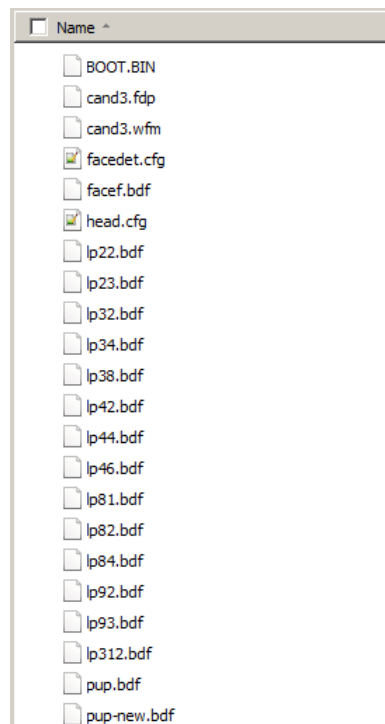 Name
BOOT.BIN
cand3.fdp
cand3.wfm
facedet.cfg
facef.bdf
head.cfg
lp22.bdf
lp23.bdf
lp32.bdf
lp34.bdf
lp38.bdf
lp42.bdf
lp44.bdf
lp46.bdf
lp81.bdf
lp82.bdf
lp84.bdf
lp92.bdf
lp93.bdf
lp312.bdf
pup.bdf
pup-new.bdf